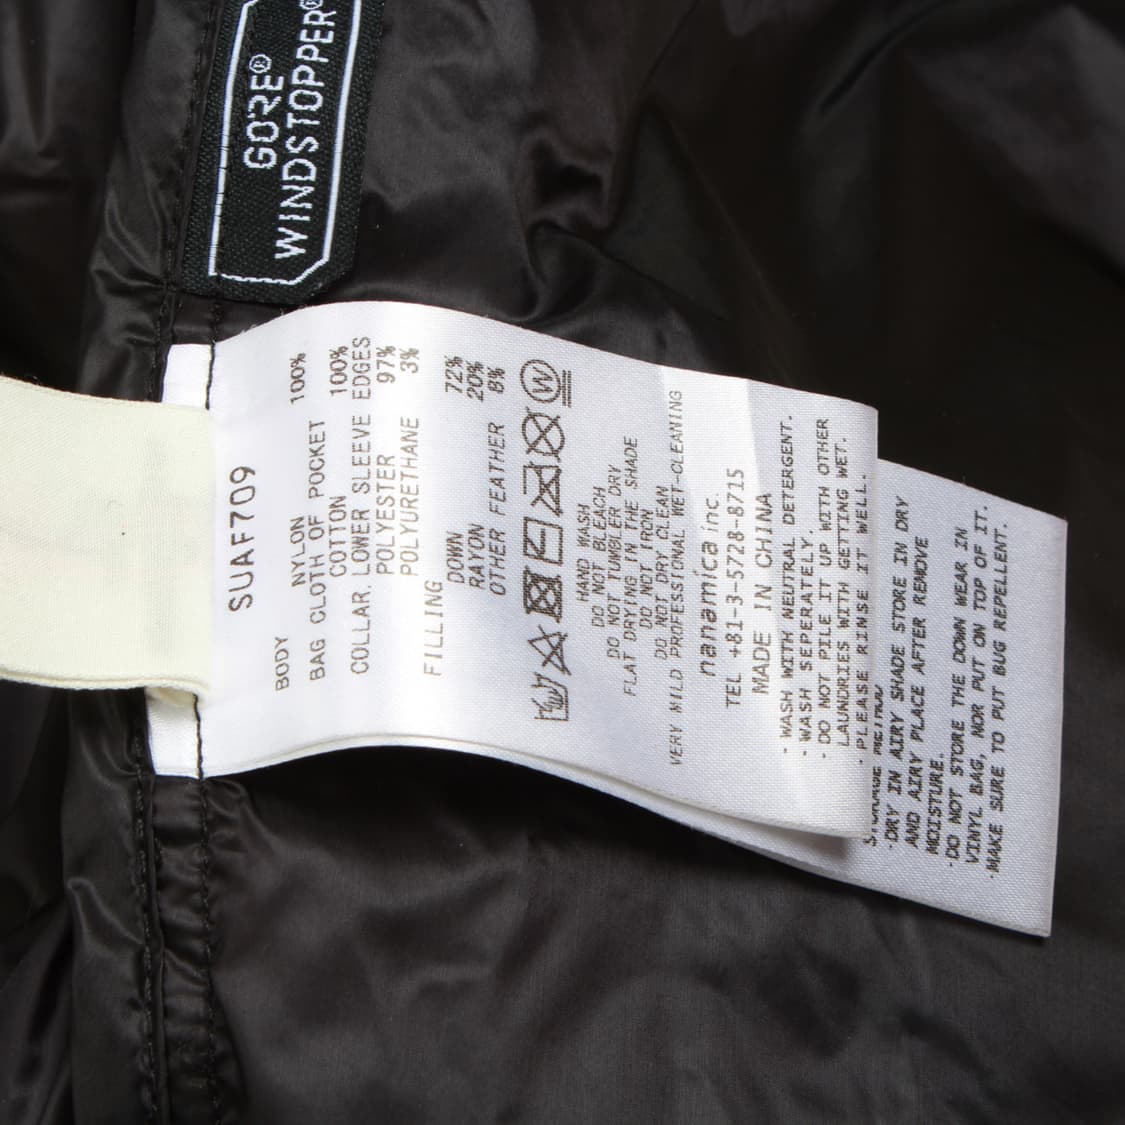 GORE®
WINDSTOPPER®
SUAF709
BODY
NYLON 100%
BAG CLOTH OF POCKET
COTTON 100%
COLLAR, LOWER SLEEVE EDGES
POLYESTER 97%
POLYURETHANE 3%
FILLING
DOWN 72%
RAYON 20%
OTHER FEATHER 8%
W
HAND WASH
DO NOT BLEACH
DO NOT TUMBLER DRY
FLAT DRYING IN THE SHADE
DO NOT IRON
DO NOT DRY CLEAN
VERY MILD PROFESSIONAL WET-CLEANING
nanamica inc.
TEL +81-3-5728-8715
MADE IN CHINA
· WASH WITH NEUTRAL DETERGENT.
· WASH SEPERATELY.
· DO NOT PILE IT UP WITH OTHER
LAUNDRIES WITH GETTING WET.
· PLEASE RINSE IT WELL.
·DRY IN AIRY SHADE STORE IN DRY
AND AIRY PLACE AFTER REMOVE
MOISTURE.
·DO NOT STORE THE DOWN WEAR IN
VINYL BAG, NOR PUT ON TOP OF IT.
·MAKE SURE TO PUT BUG REPELLENT.